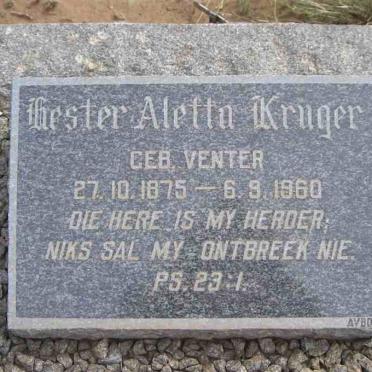 Hester Aletta Kruger
GEB. VENTER
27.10.1875 — 6.9.1960
DIE HERE IS MY HERDER;
NIKS SAL MY ONTBREEK NIE.
PS. 23:1.